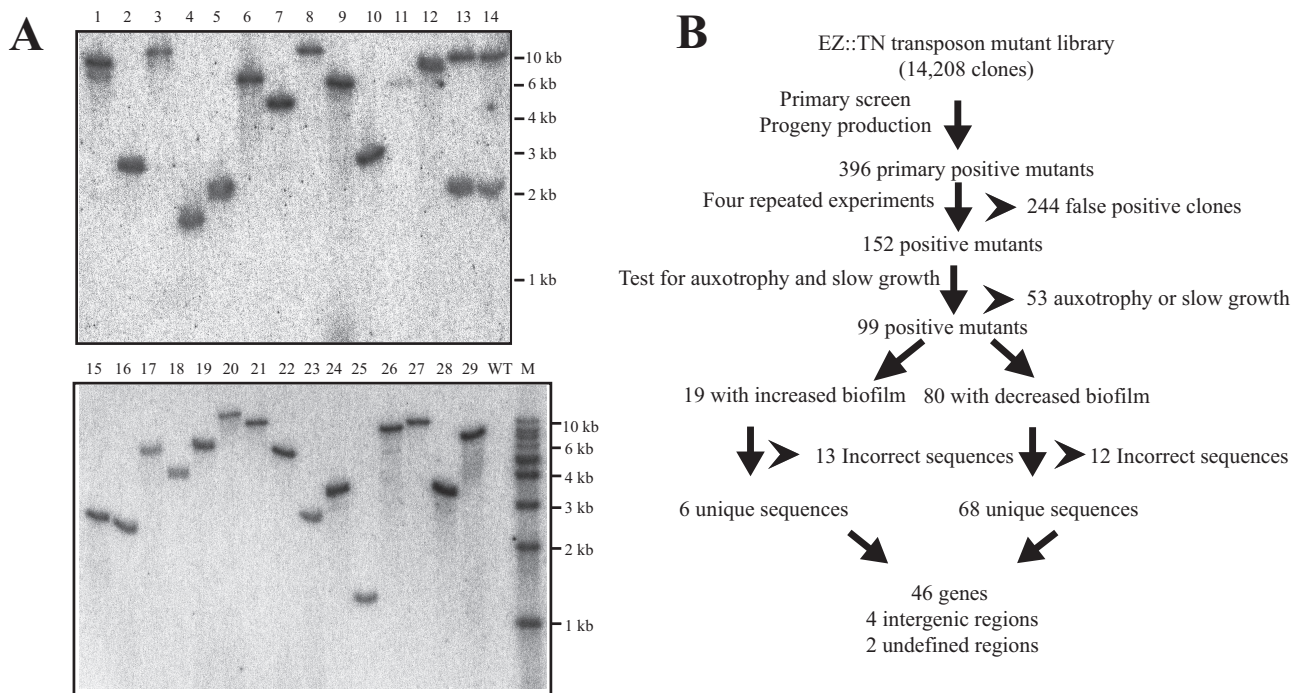 A
1 2 3 4 5 6 7 8 9 10 11 12 13 14
10 kb
6 kb
4 kb
3 kb
2 kb
1 kb
15 16 17 18 19 20 21 22 23 24 25 26 27 28 29 WT M
10 kb
6 kb
4 kb
3 kb
2 kb
1 kb
B
EZ::TN transposon mutant library
(14,208 clones)
Primary screen
Progeny production
396 primary positive mutants
Four repeated experiments
244 false positive clones
152 positive mutants
Test for auxotrophy and slow growth
53 auxotrophy or slow growth
99 positive mutants
19 with increased biofilm 80 with decreased biofilm
13 Incorrect sequences 12 Incorrect sequences
6 unique sequences 68 unique sequences
46 genes
4 intergenic regions
2 undefined regions